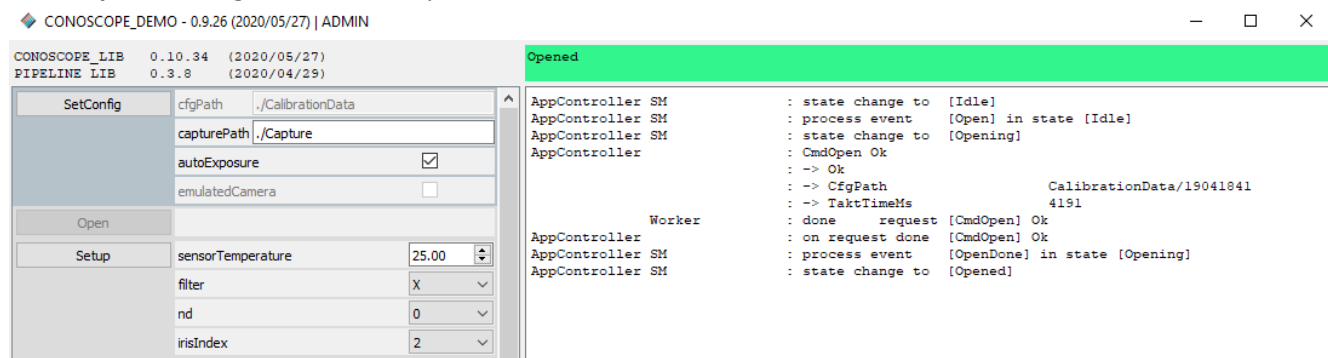 CONOSCOPE_DEMO - 0.9.26 (2020/05/27) | ADMIN
CONOSCOPE_LIB 0.10.34 (2020/05/27)
PIPELINE LIB 0.3.8 (2020/04/29)
Opened
SetConfig cfgPath ./CalibrationData
capturePath ./Capture
autoExposure
emulatedCamera
Open
Setup sensorTemperature 25.00
filter X
nd 0
irisIndex 2
AppController SM : state change to [Idle]
AppController SM : process event [Open] in state [Idle]
AppController SM : state change to [Opening]
AppController : CmdOpen Ok
: -> Ok
: -> CfgPath CalibrationData/19041841
: -> TaktTimeMs 4191
Worker : done request [CmdOpen] Ok
AppController : on request done [CmdOpen] Ok
AppController SM : process event [OpenDone] in state [Opening]
AppController SM : state change to [Opened]